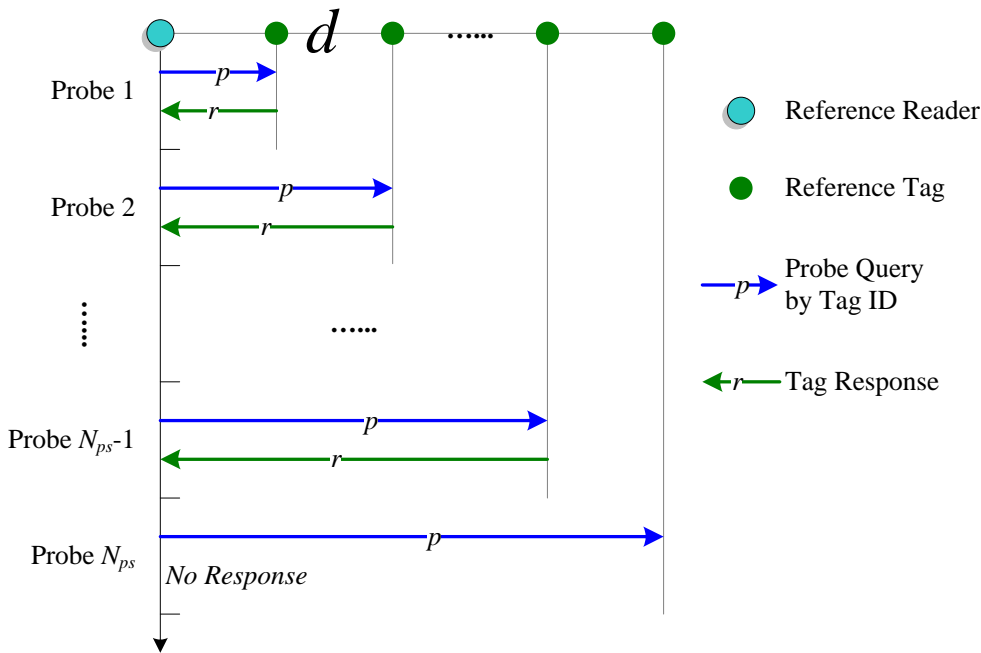 d
......
Probe 1
p
r
Probe 2
p
r
......
......
Probe Nps-1
p
r
Probe Nps
p
No Response
Reference Reader
Reference Tag
p
Probe Query
by Tag ID
r
Tag Response